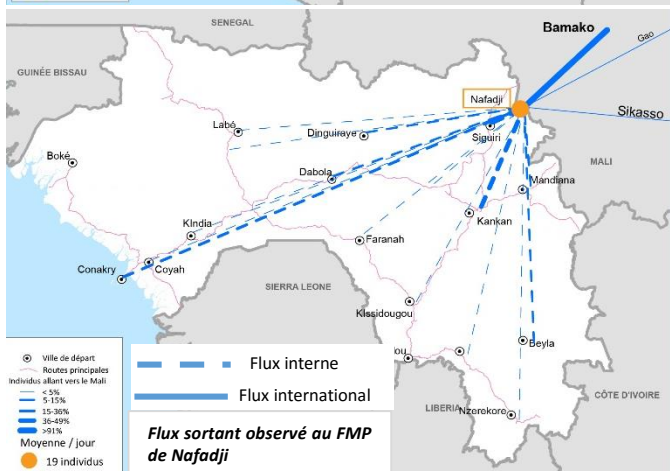 SENEGAL
Bamako
Gao
GUINÉE BISSAU
Nafadji
Sikasso
Labé
Dinguiraye
Siguiri
Boké
MALI
Dabola
Mandiana
Kindia
Kankan
Faranah
Conakry
Coyah
SIERRA LEONE
Kissidougou
Ville de départ
Routes principales
Individus allant vers le Mali
< 5%
5-15%
15-36%
36-49%
>91%
Moyenne / jour
19 individus
Flux interne
Flux international
Flux sortant observé au FMP
de Nafadji
lou
Beyla
LIBERIA
Nzerekore
CÔTE D'IVOIRE